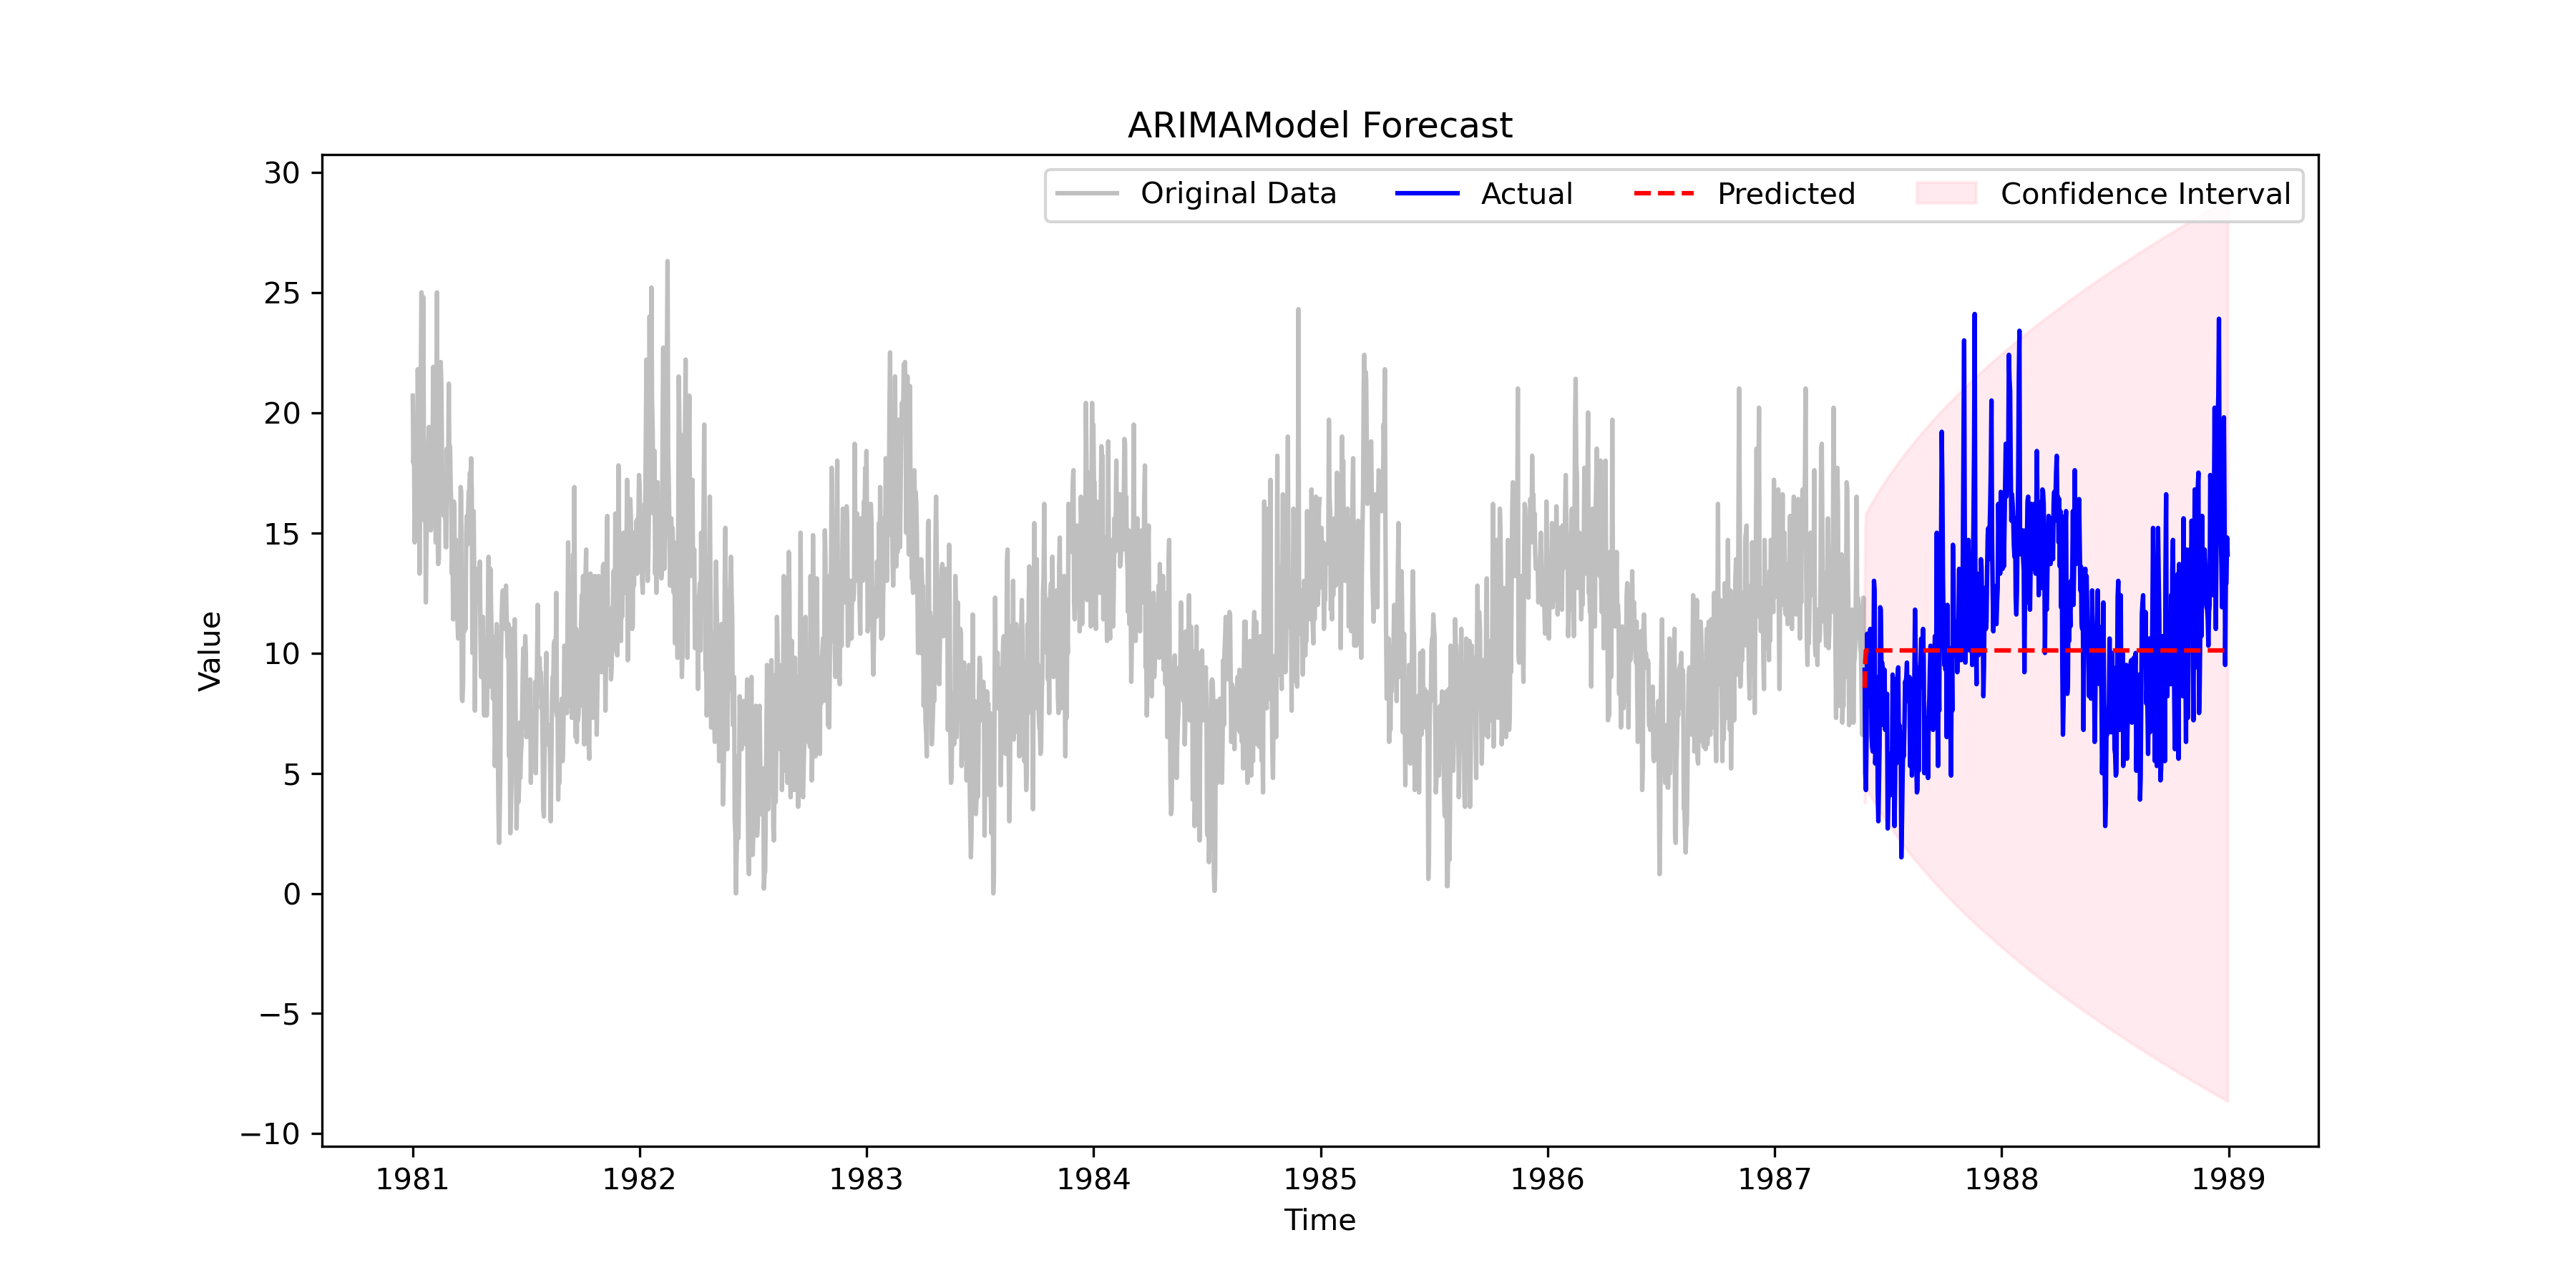 ARIMAModel Forecast
Original Data
Actual
Predicted
Confidence Interval
30
25
20
15
10
5
0
−5
−10
Value
1981
1982
1983
1984
1985
1986
1987
1988
1989
Time